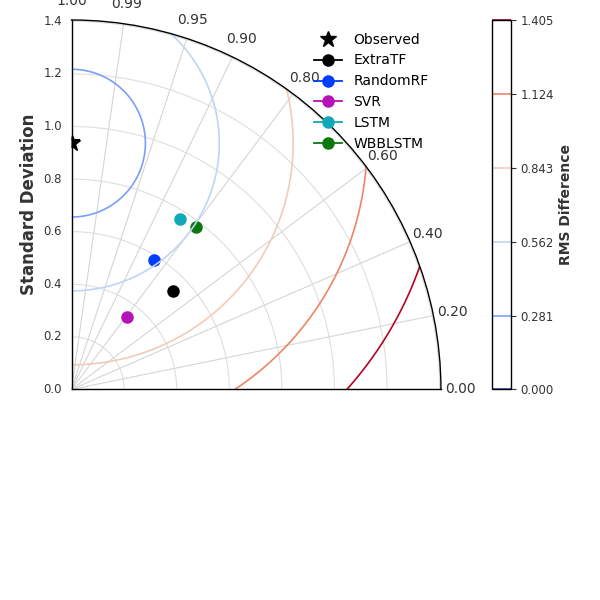 1.00
0.99
0.95
0.90
0.80
0.60
0.40
0.20
0.00
1.4
1.2
1.0
0.8
0.6
0.4
0.2
0.0
Standard Deviation
Observed
ExtraTF
RandomRF
SVR
LSTM
WBBLSTM
1.405
1.124
0.843
0.562
0.281
0.000
RMS Difference